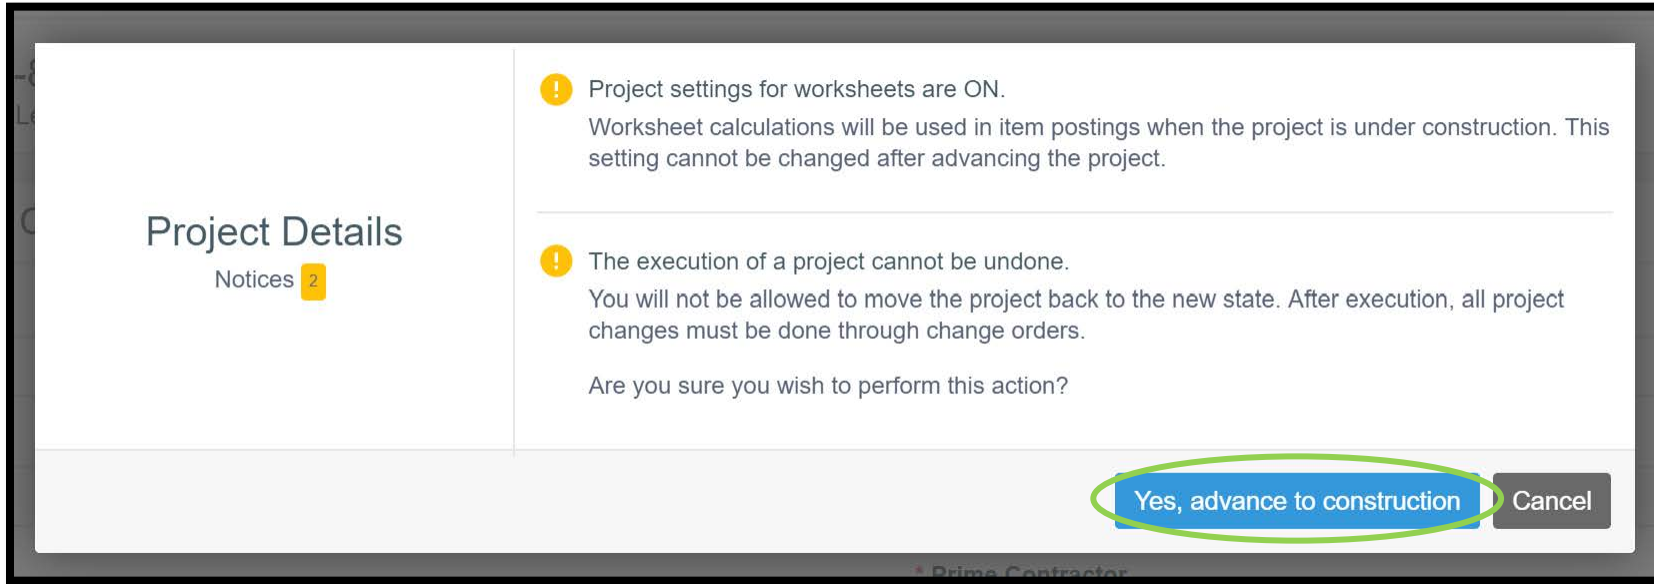 Project Details
Notices 2
Project settings for worksheets are ON.
Worksheet calculations will be used in item postings when the project is under construction. This
setting cannot be changed after advancing the project.
The execution of a project cannot be undone.
You will not be allowed to move the project back to the new state. After execution, all project
changes must be done through change orders.
Are you sure you wish to perform this action?
Yes, advance to construction
Cancel
* Prime Contractor